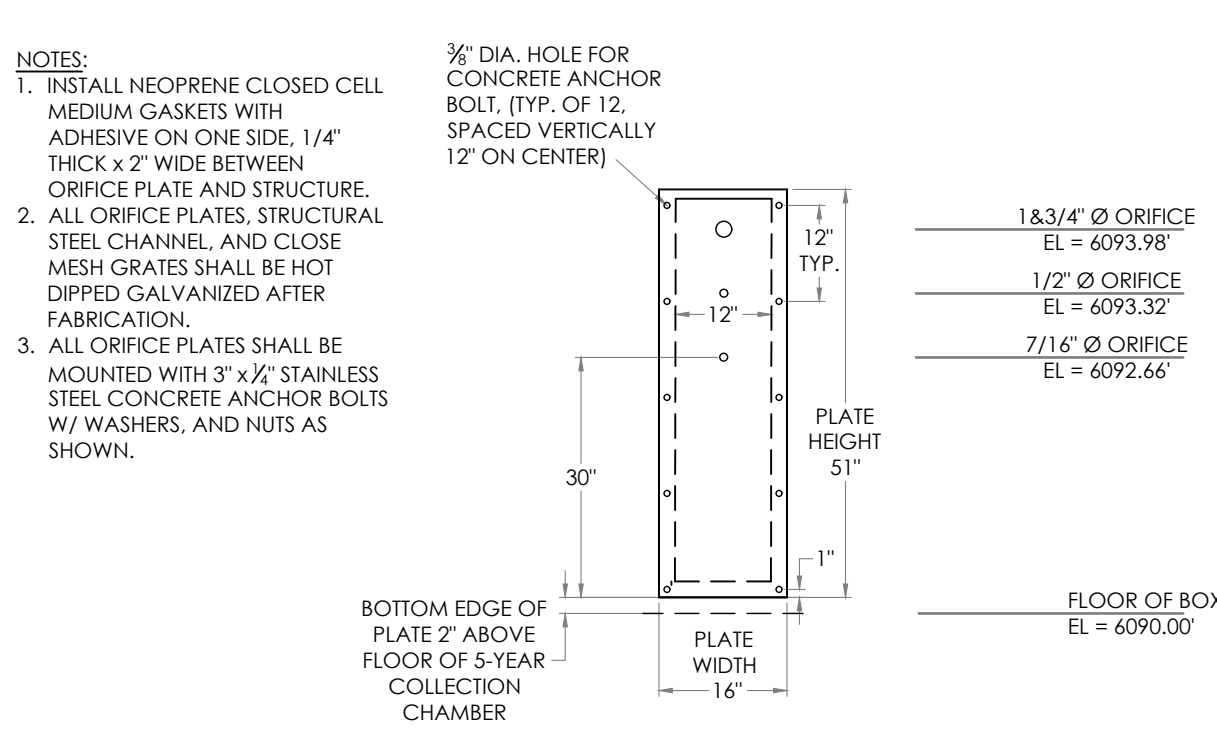 NOTES:
1. INSTALL NEOPRENE CLOSED CELL
MEDIUM GASKETS WITH
ADHESIVE ON ONE SIDE, 1/4"
THICK x 2" WIDE BETWEEN
ORIFICE PLATE AND STRUCTURE.
2. ALL ORIFICE PLATES, STRUCTURAL
STEEL CHANNEL, AND CLOSE
MESH GRATES SHALL BE HOT
DIPPED GALVANIZED AFTER
FABRICATION.
3. ALL ORIFICE PLATES SHALL BE
MOUNTED WITH 3" x 1/4" STAINLESS
STEEL CONCRETE ANCHOR BOLTS
W/ WASHERS, AND NUTS AS
SHOWN.
3/8" DIA. HOLE FOR
CONCRETE ANCHOR
BOLT, (TYP. OF 12,
SPACED VERTICALLY
12" ON CENTER)
12"
TYP.
12"
30"
PLATE
HEIGHT
51"
1"
BOTTOM EDGE OF
PLATE 2" ABOVE
FLOOR OF 5-YEAR
COLLECTION
CHAMBER
PLATE
WIDTH
16"
1&3/4" Ø ORIFICE
EL = 6093.98'
1/2" Ø ORIFICE
EL = 6093.32'
7/16" Ø ORIFICE
EL = 6092.66'
FLOOR OF BOX
EL = 6090.00'